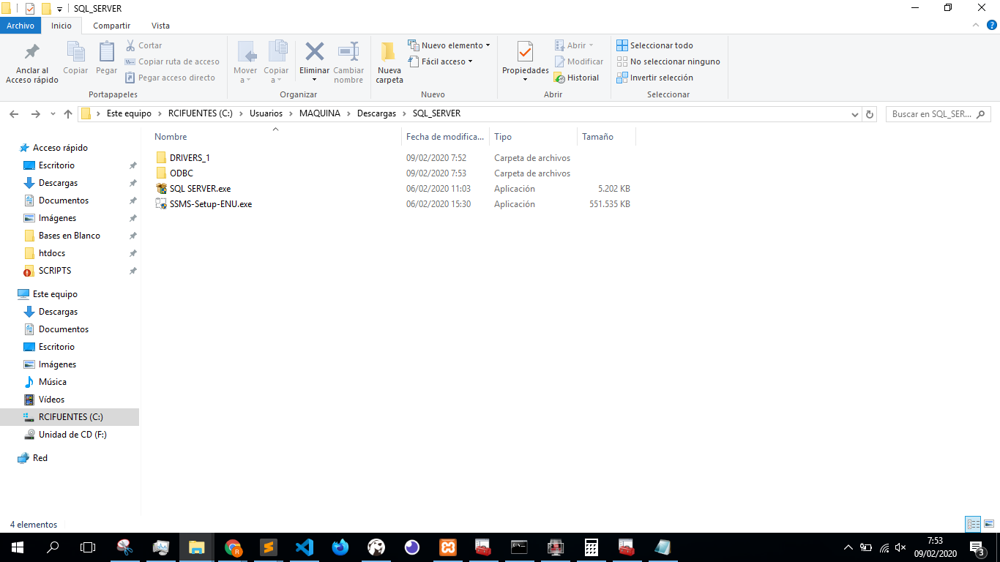 SQL_SERVER
Archivo Inicio Compartir Vista
Anclar al Acceso rápido
Copiar
Pegar
Cortar
Copiar ruta de acceso
Pegar acceso directo
Portapapeles
Mover a
Copiar a
Eliminar
Cambiar nombre
Organizar
Nueva carpeta
Nuevo elemento
Fácil acceso
Nuevo
Propiedades
Abrir
Modificar
Historial
Abrir
Seleccionar todo
No seleccionar ninguno
Invertir selección
Seleccionar
Este equipo RCIFUENTES (C:) Usuarios MAQUINA Descargas SQL_SERVER
Buscar en SQL_SER...
Acceso rápido
Escritorio
Descargas
Documentos
Imágenes
Bases en Blanco
htdocs
SCRIPTS
Este equipo
Descargas
Documentos
Escritorio
Imágenes
Música
Vídeos
RCIFUENTES (C:)
Unidad de CD (F:)
Red
Nombre Fecha de modifica... Tipo Tamaño
DRIVERS_1 09/02/2020 7:52 Carpeta de archivos
ODBC 09/02/2020 7:53 Carpeta de archivos
SQL SERVER.exe 06/02/2020 11:03 Aplicación 5.202 KB
SSMS-Setup-ENU.exe 06/02/2020 15:30 Aplicación 551.535 KB
4 elementos
7:53
09/02/2020
3